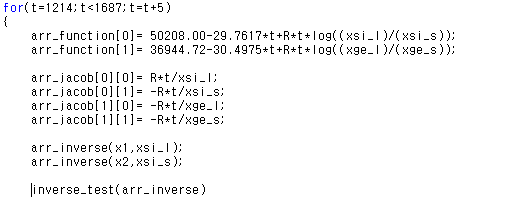 for(t=1214;t<1687;t=t+5)
{
arr_function[0]= 50208.00-29.7617*t+R*t*log((xsi_l)/(xsi_s));
arr_function[1]= 36944.72-30.4975*t+R*t*log((xge_l)/(xge_s));
arr_jacob[0][0]= R*t/xsi_l;
arr_jacob[0][1]= -R*t/xsi_s;
arr_jacob[1][0]= -R*t/xge_l;
arr_jacob[1][1]= -R*t/xge_s;
arr_inverse(x1,xsi_l);
arr_inverse(x2,xsi_s);
inverse_test(arr_inverse)